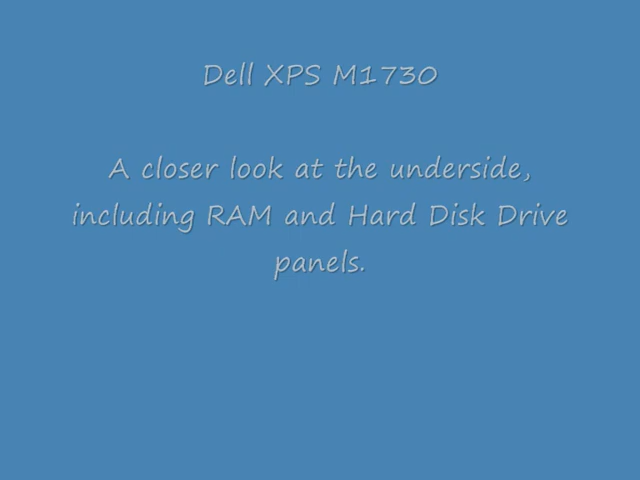 Dell XPS M1730
A closer look at the underside,
including RAM and Hard Disk Drive
panels.